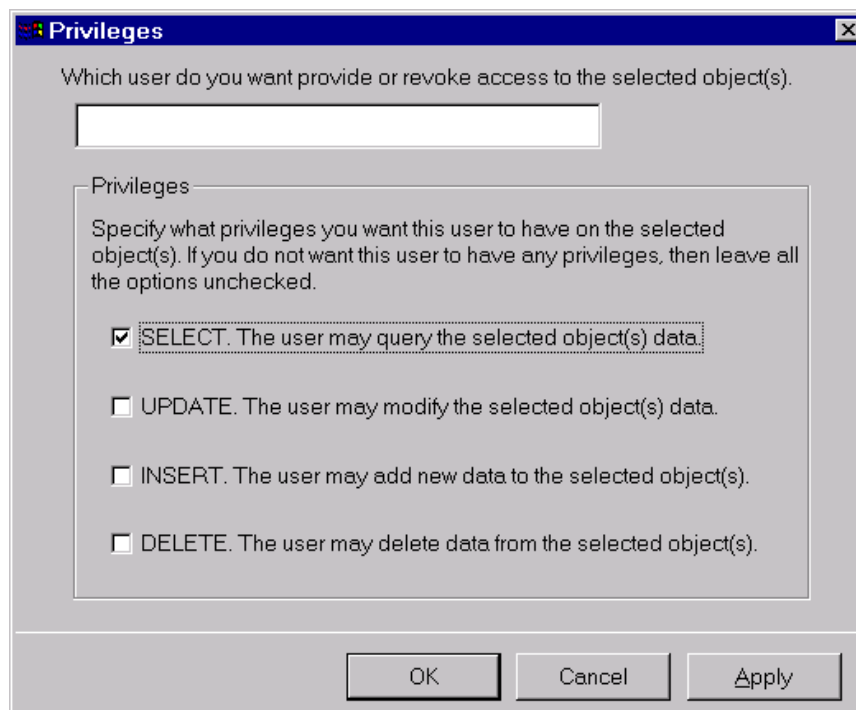 Privileges
Which user do you want provide or revoke access to the selected object(s).
Privileges
Specify what privileges you want this user to have on the selected
object(s). If you do not want this user to have any privileges, then leave all
the options unchecked.
SELECT. The user may query the selected object(s) data.
UPDATE. The user may modify the selected object(s) data.
INSERT. The user may add new data to the selected object(s).
DELETE. The user may delete data from the selected object(s).
OK Cancel Apply